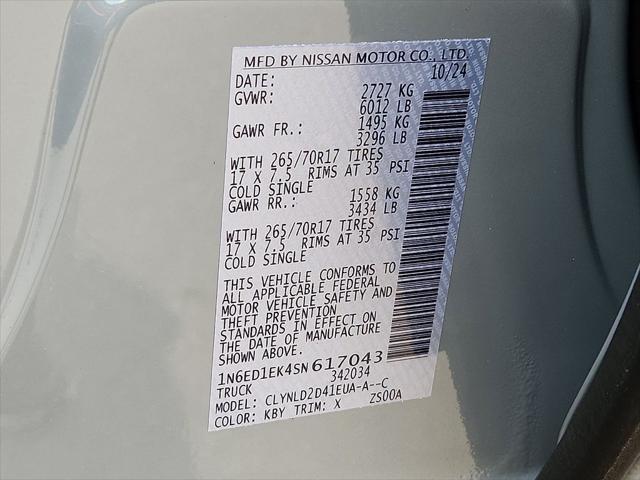 MFD BY NISSAN MOTOR CO., LTD.
DATE: 10/24
GVWR: 2727 KG
6012 LB
GAWR FR.: 1495 KG
3296 LB
WITH 265/70R17 TIRES
17 X 7.5 RIMS AT 35 PSI
COLD SINGLE
GAWR RR.: 1558 KG
3434 LB
WITH 265/70R17 TIRES
17 X 7.5 RIMS AT 35 PSI
COLD SINGLE
THIS VEHICLE CONFORMS TO
ALL APPLICABLE FEDERAL
MOTOR VEHICLE SAFETY AND
THEFT PREVENTION
STANDARDS IN EFFECT ON
THE DATE OF MANUFACTURE
SHOWN ABOVE.
1N6ED1EK4SN617043
TRUCK 342034
MODEL: CLYNLD2D41EUA-A--C
COLOR: KBY TRIM: X ZS00A